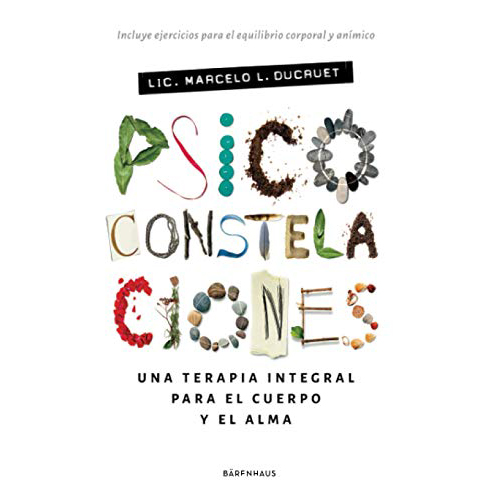 Incluye ejercicios para el equilibrio corporal y anímico
LIC. MARCELO L. DUCRUET
PSICO
CONSTELA
CIONES
UNA TERAPIA INTEGRAL
PARA EL CUERPO
Y EL ALMA
BÄRENHAUS